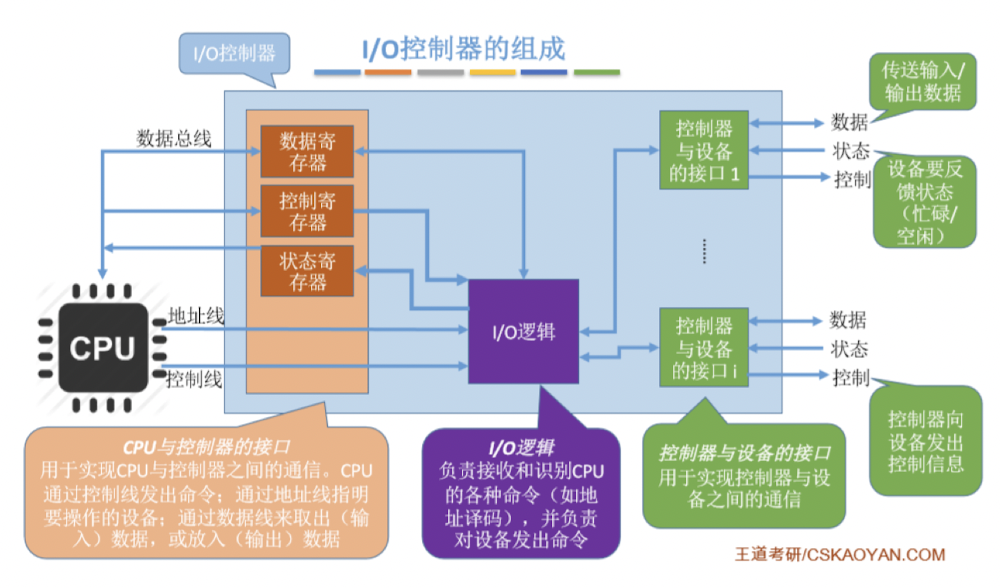 I/O控制器的组成
I/O控制器
数据总线
数据寄
存器
控制寄
存器
状态寄
存器
地址线
CPU
控制线
I/O逻辑
控制器
与设备
的接口 1
数据
状态
控制
传送输入/
输出数据
设备要反
馈状态
（忙碌/
空闲）
控制器
与设备
的接口 i
数据
状态
控制
控制器向
设备发出
控制信息
CPU与控制器的接口
用于实现CPU与控制器之间的通信。CPU
通过控制线发出命令；通过地址线指明
要操作的设备；通过数据线来取出（输
入）数据，或放入（输出）数据
I/O逻辑
负责接收和识别CPU
的各种命令（如地
址译码），并负责
对设备发出命令
控制器与设备的接口
用于实现控制器与设
备之间的通信
王道考研/CSKAOYAN.COM